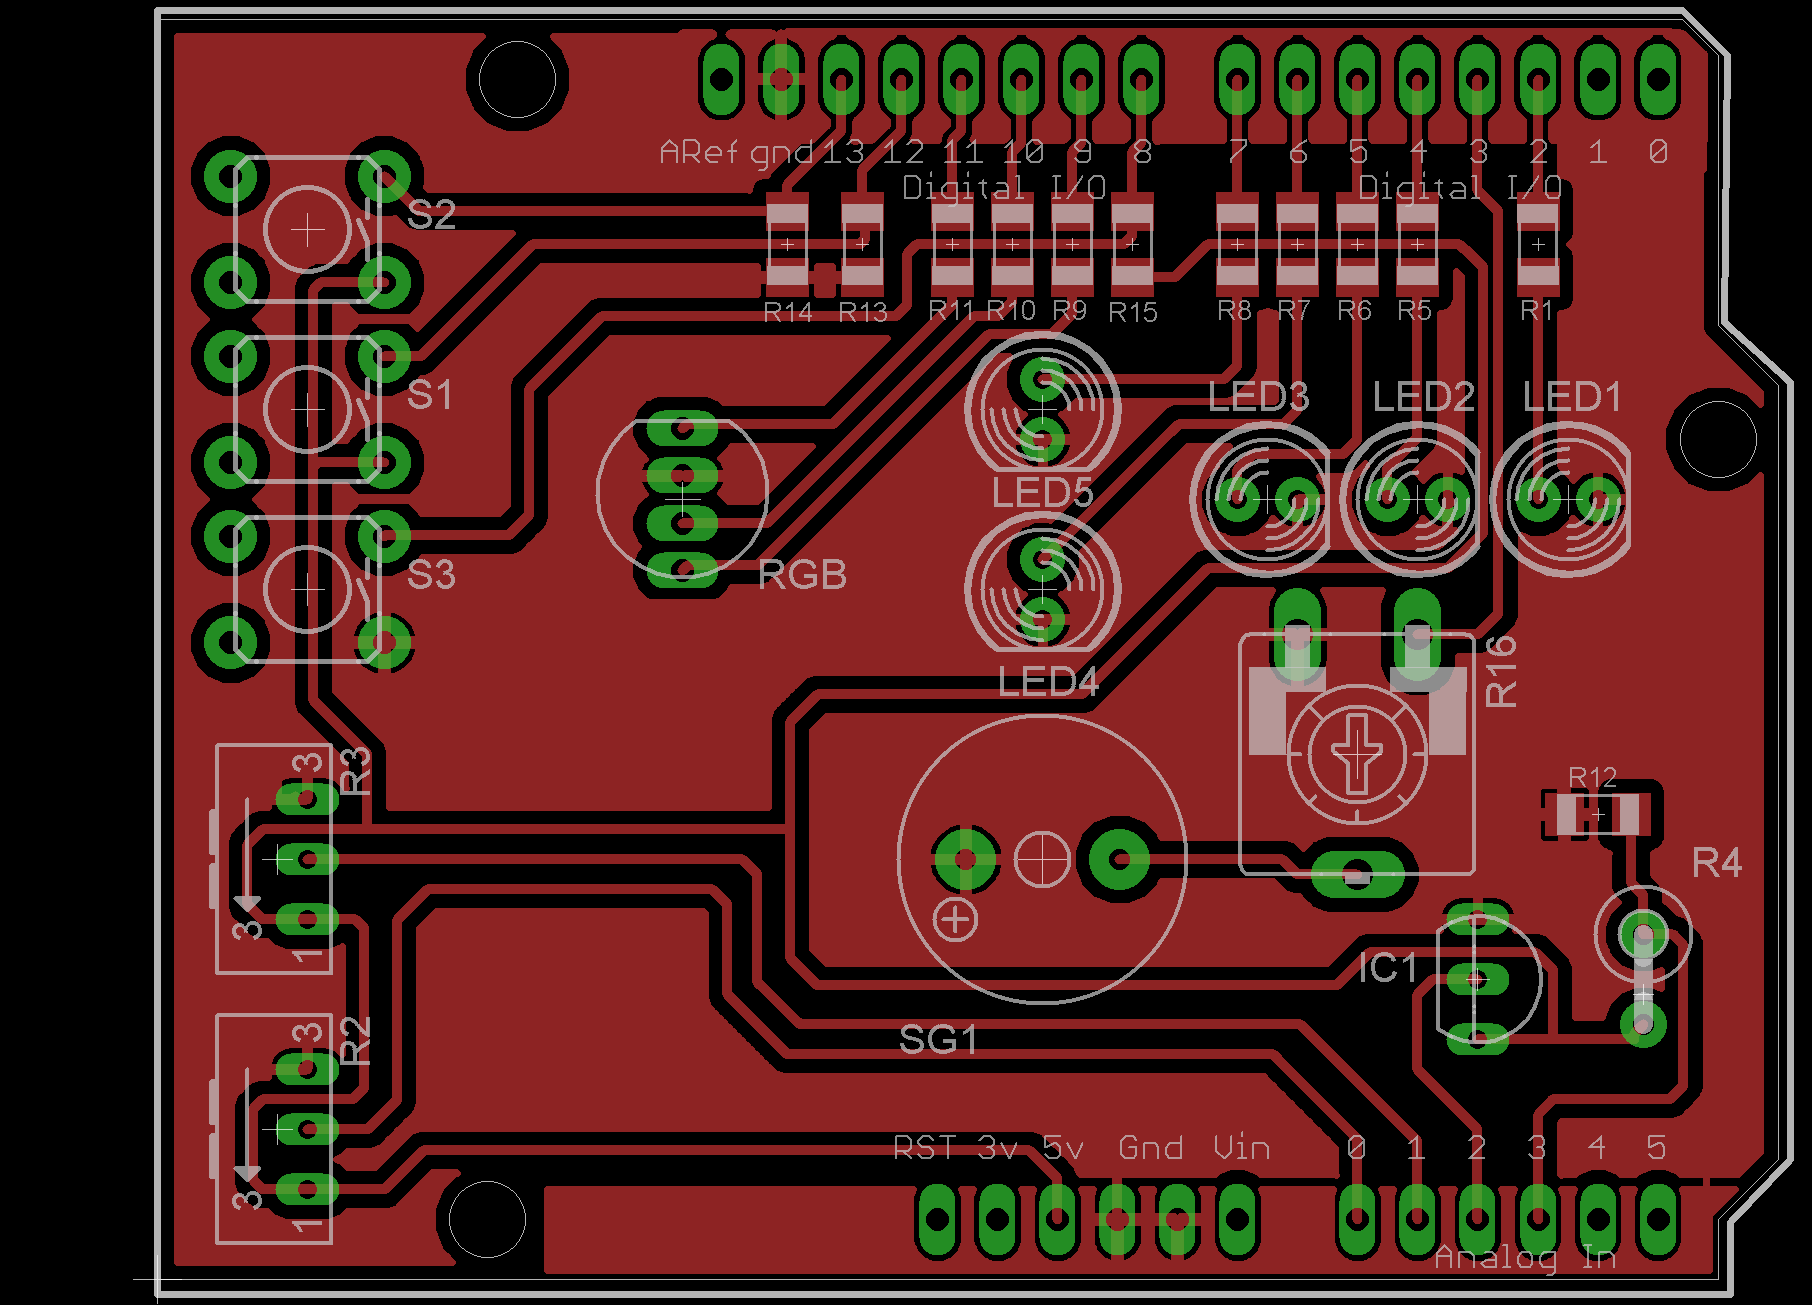 ARef gnd 13 12 11 10 9 8 7 6 5 4 3 2 1 0
Digital I/O Digital I/O
S2
R14 R13 R11 R10 R9 R15 R8 R7 R6 R5 R1
S1
LED3 LED2 LED1
LED5
S3
RGB
LED4
R16
3
R3
R12
R4
3
1
IC1
SG1
3
R2
RST 3v 5v Gnd Vin 0 1 2 3 4 5
3
1
Analog In